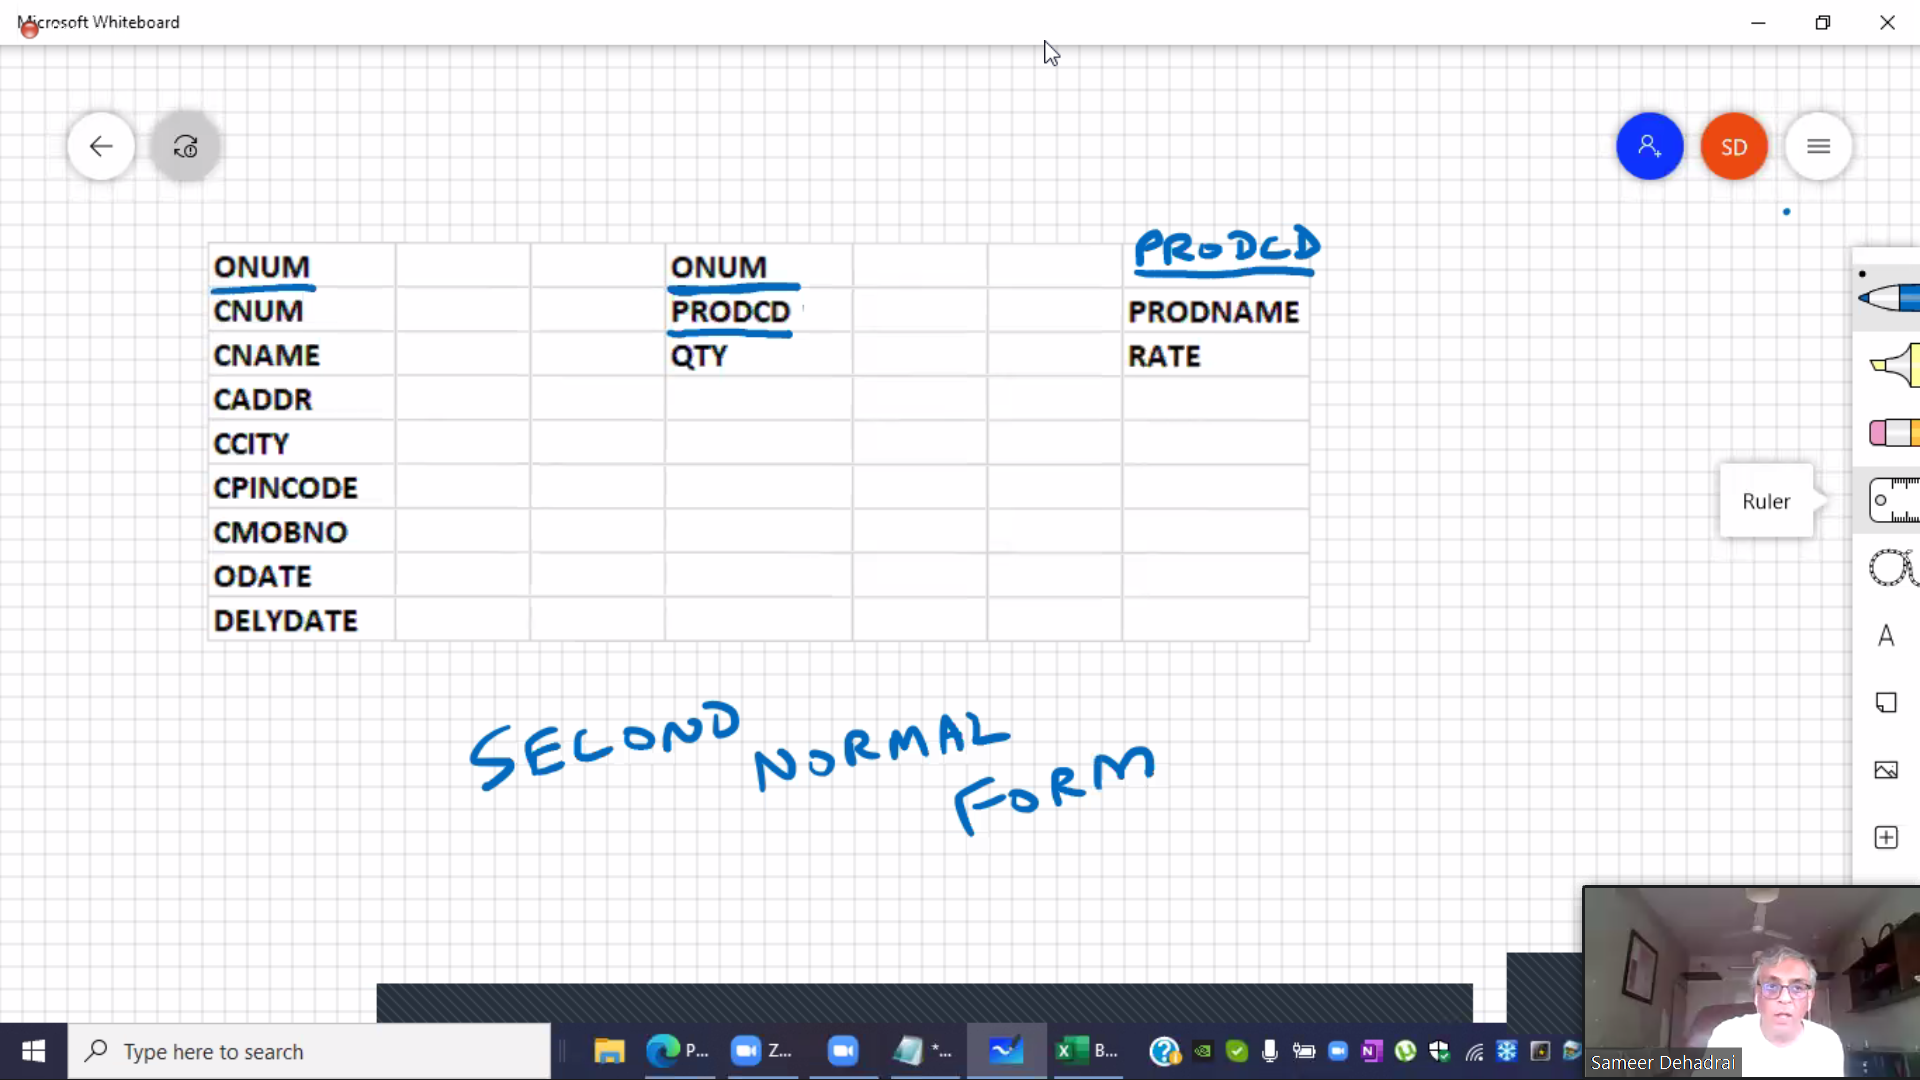 Microsoft Whiteboard
SD
PRODCD
ONUM ONUM
CNUM PRODCD PRODNAME
CNAME QTY RATE
CADDR
CCITY
CPINCODE
CMOBNO
ODATE
DELYDATE
Ruler
A
SECOND NORMAL FORM
Sameer Dehadrai
Type here to search
P...
Z...
*...
B...